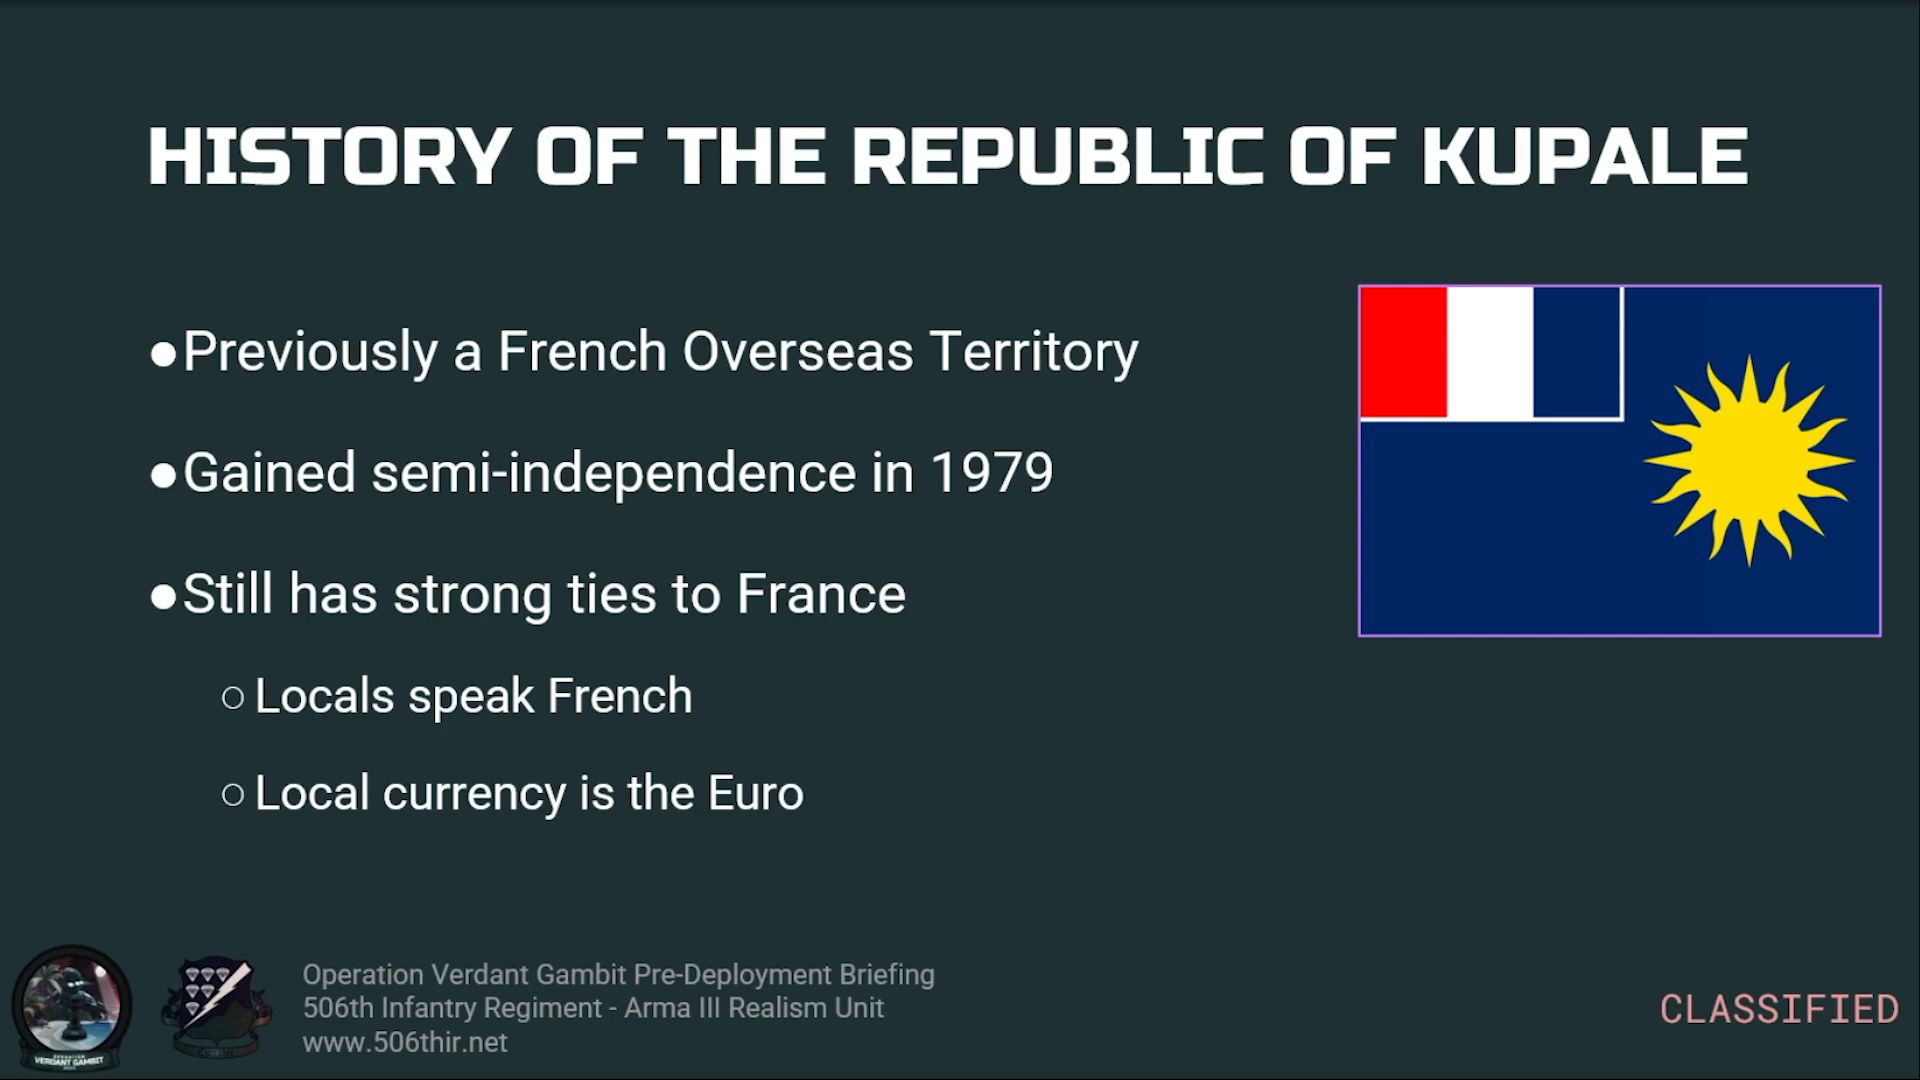 HISTORY OF THE REPUBLIC OF KUPALE
●Previously a French Overseas Territory
●Gained semi-independence in 1979
●Still has strong ties to France
○ Locals speak French
○ Local currency is the Euro
Operation Verdant Gambit Pre-Deployment Briefing
506th Infantry Regiment - Arma III Realism Unit
www.506thir.net
CLASSIFIED
VERDANT GAMBIT